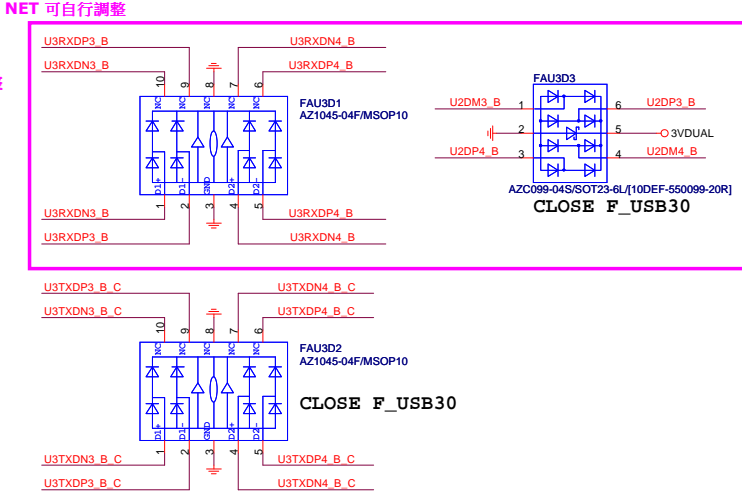 NET 可自行調整
U3RXDP3_B
U3RXDN3_B
U3RXDN4_B
U3RXDP4_B
10
9
8
7
6
NC
NC
GND
NC
NC
FAU3D1
AZ1045-04F/MSOP10
D1+
D1-
GND
D2+
D2-
1
2
3
4
5
U3RXDN3_B
U3RXDP3_B
U3RXDP4_B
U3RXDN4_B
FAU3D3
U2DM3_B
1
6
U2DP3_B
2
5
3VDUAL
U2DP4_B
3
4
U2DM4_B
AZC099-04S/SOT23-6L/[10DEF-550099-20R]
CLOSE F_USB30
U3TXDP3_B_C
U3TXDN3_B_C
U3TXDN4_B_C
U3TXDP4_B_C
10
9
8
7
6
NC
NC
GND
NC
NC
FAU3D2
AZ1045-04F/MSOP10
CLOSE F_USB30
D1+
D1-
GND
D2+
D2-
1
2
3
4
5
U3TXDN3_B_C
U3TXDP3_B_C
U3TXDP4_B_C
U3TXDN4_B_C